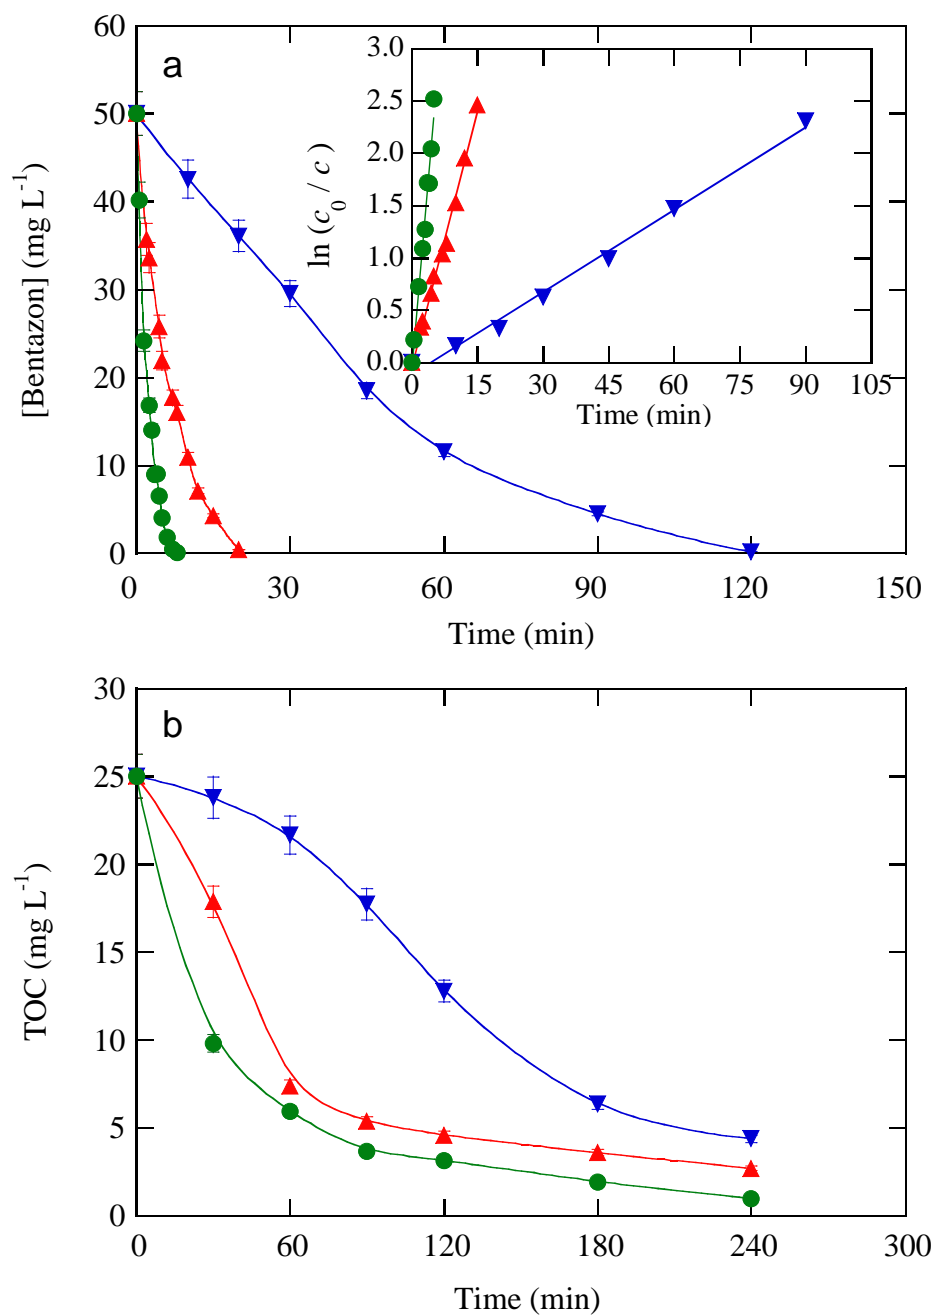 60
50
40
30
20
10
0
[Bentazon] (mg L-1)
a
3.0
2.5
2.0
1.5
1.0
0.5
0.0
ln (c0 / c)
0 15 30 45 60 75 90 105
Time (min)
0 30 60 90 120 150
Time (min)
30
25
20
15
10
5
0
TOC (mg L-1)
b
0 60 120 180 240 300
Time (min)